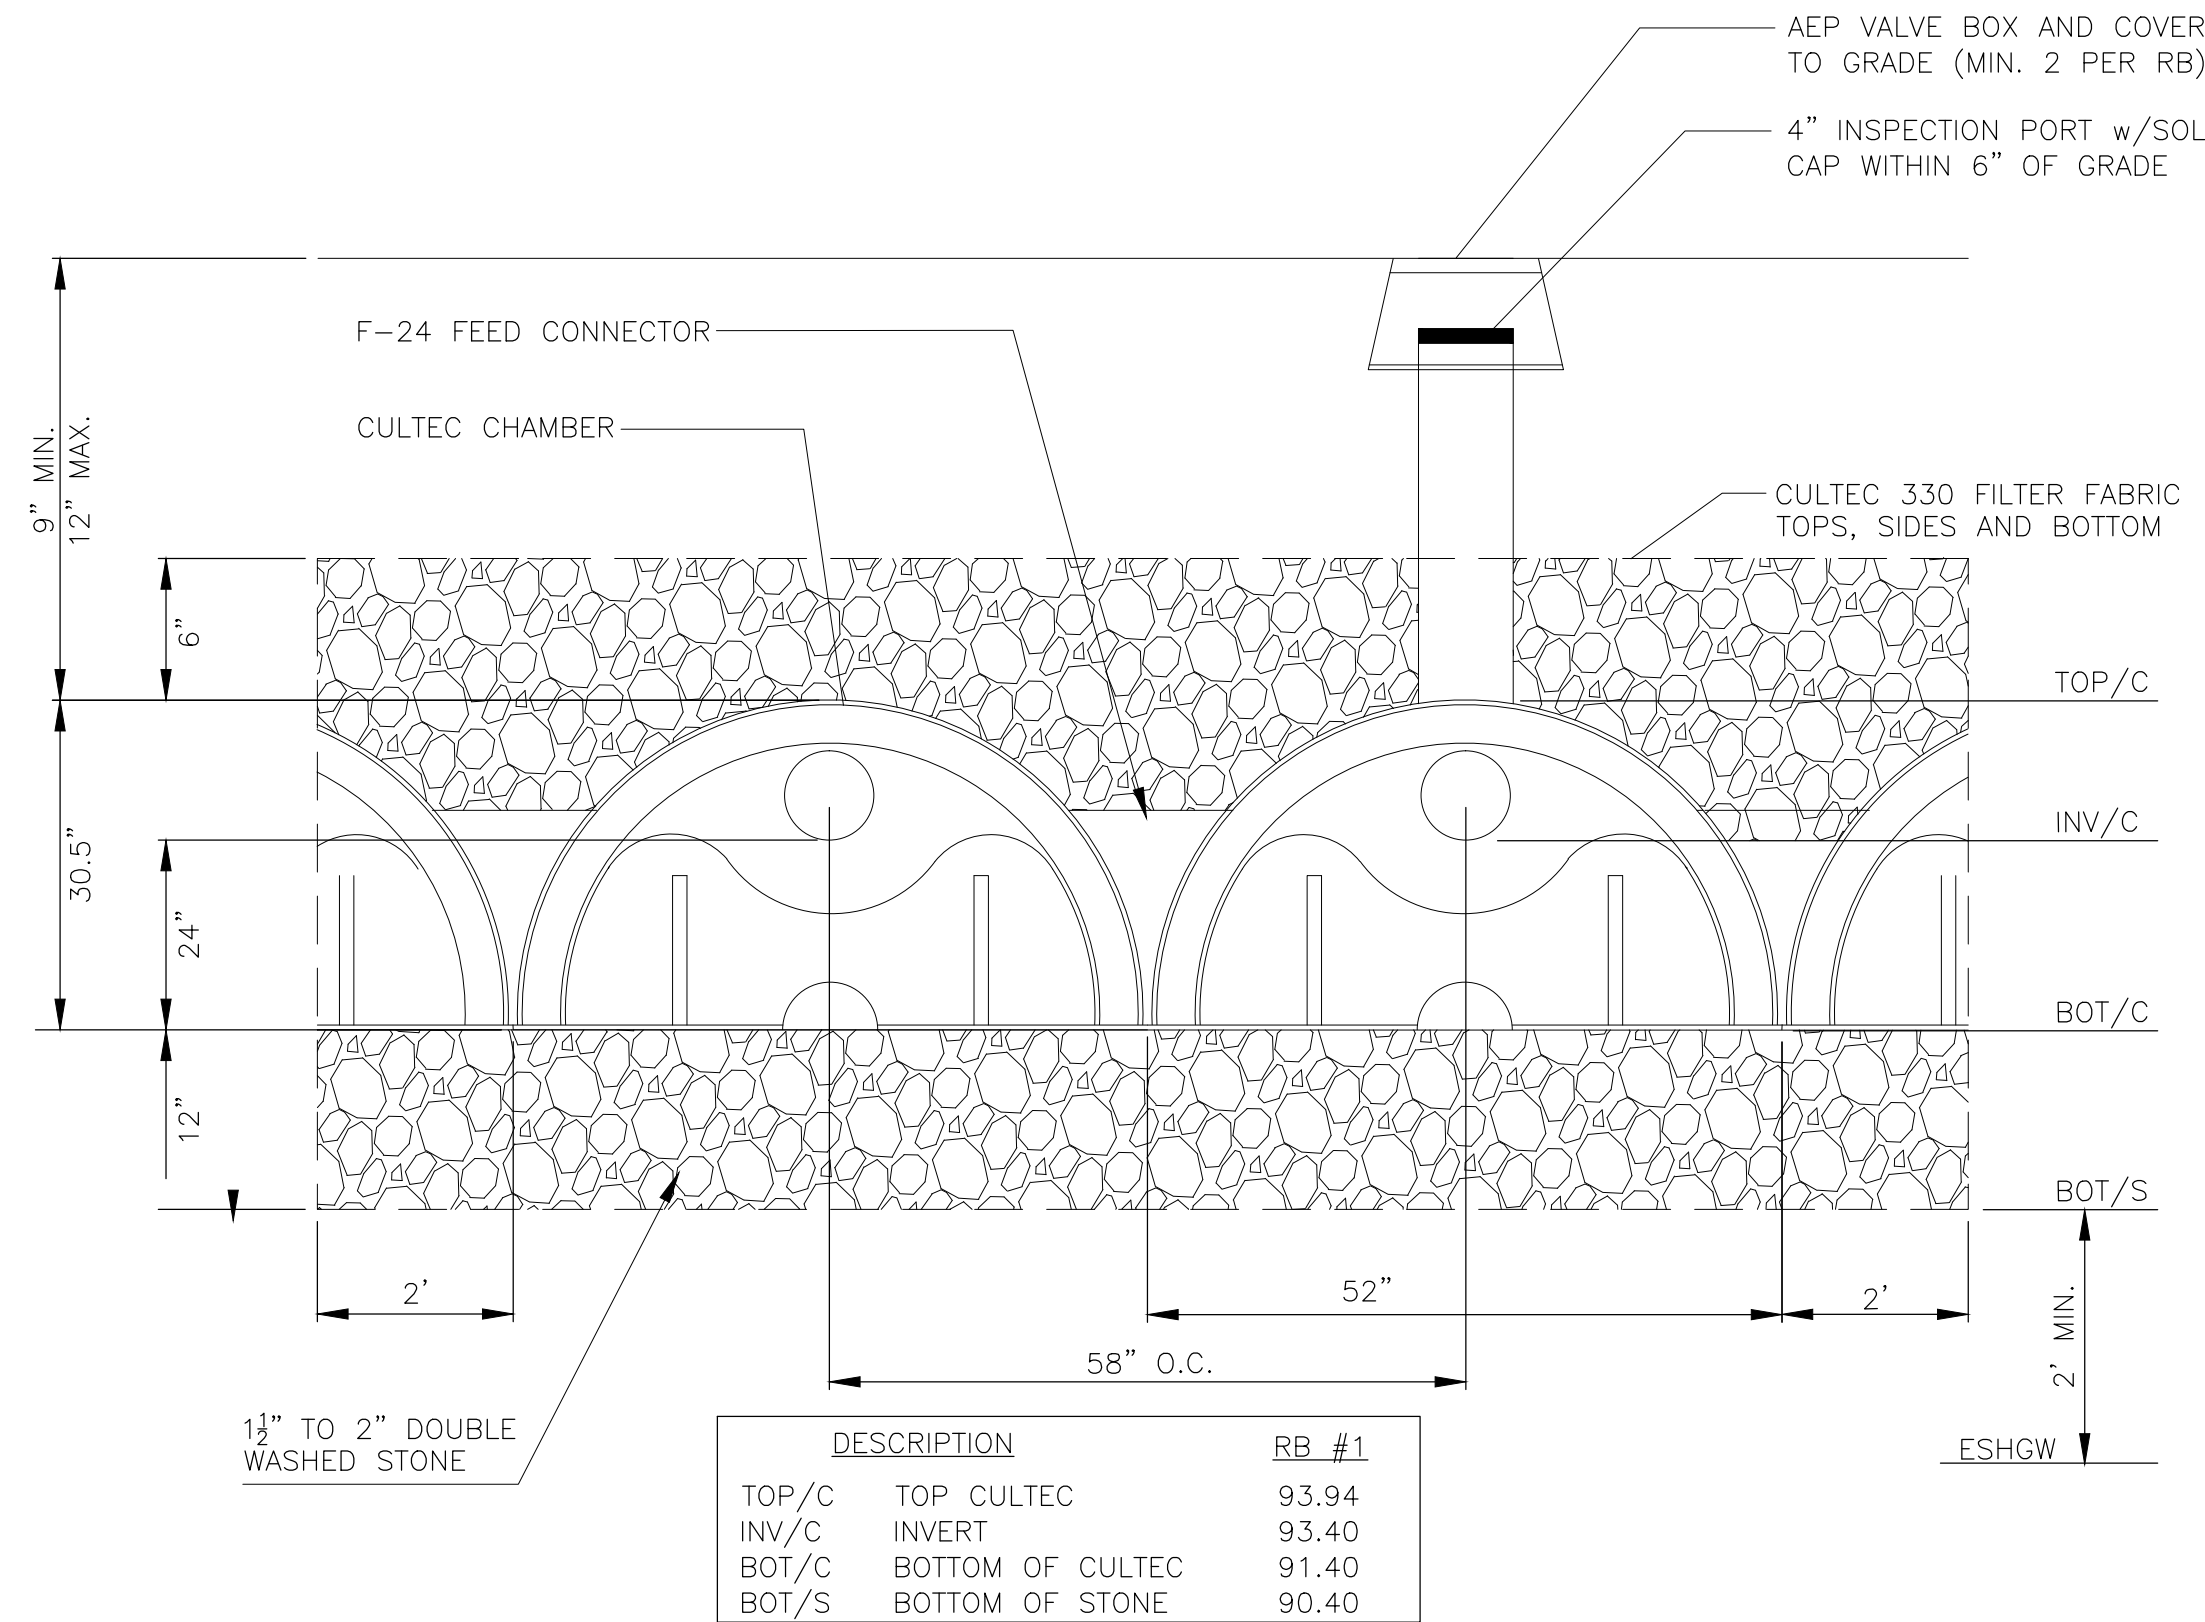 AEP VALVE BOX AND COVER
TO GRADE (MIN. 2 PER RB)
4” INSPECTION PORT w/SOL
CAP WITHIN 6” OF GRADE
F–24 FEED CONNECTOR
CULTEC CHAMBER
9” MIN.
12” MAX.
CULTEC 330 FILTER FABRIC
TOPS, SIDES AND BOTTOM
6”
TOP/C
INV/C
30.5”
24”
BOT/C
12”
BOT/S
2’
52”
2’
2’ MIN.
58” O.C.
1½” TO 2” DOUBLE
WASHED STONE
ESHGW
DESCRIPTION RB #1
TOP/C TOP CULTEC 93.94
INV/C INVERT 93.40
BOT/C BOTTOM OF CULTEC 91.40
BOT/S BOTTOM OF STONE 90.40